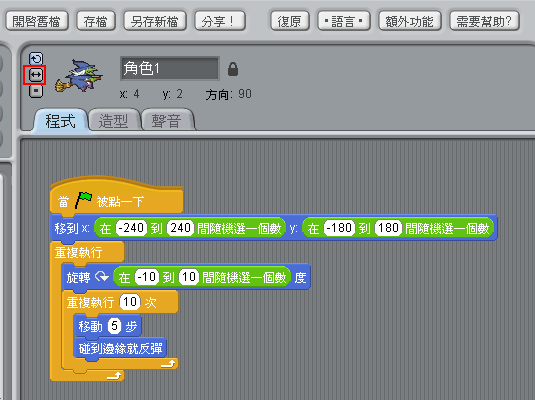 開啓舊檔 存檔 另存新檔 分享！ 復原 •語言• 額外功能 需要幫助?
角色1
x: 4 y: 2 方向: 90
程式 造型 聲音
當 被點一下
移到 x: 在 -240 到 240 間隨機選一個數 y: 在 -180 到 180 間隨機選一個數
重複執行
旋轉 在 -10 到 10 間隨機選一個數 度
重複執行 10 次
移動 5 步
碰到邊緣就反彈